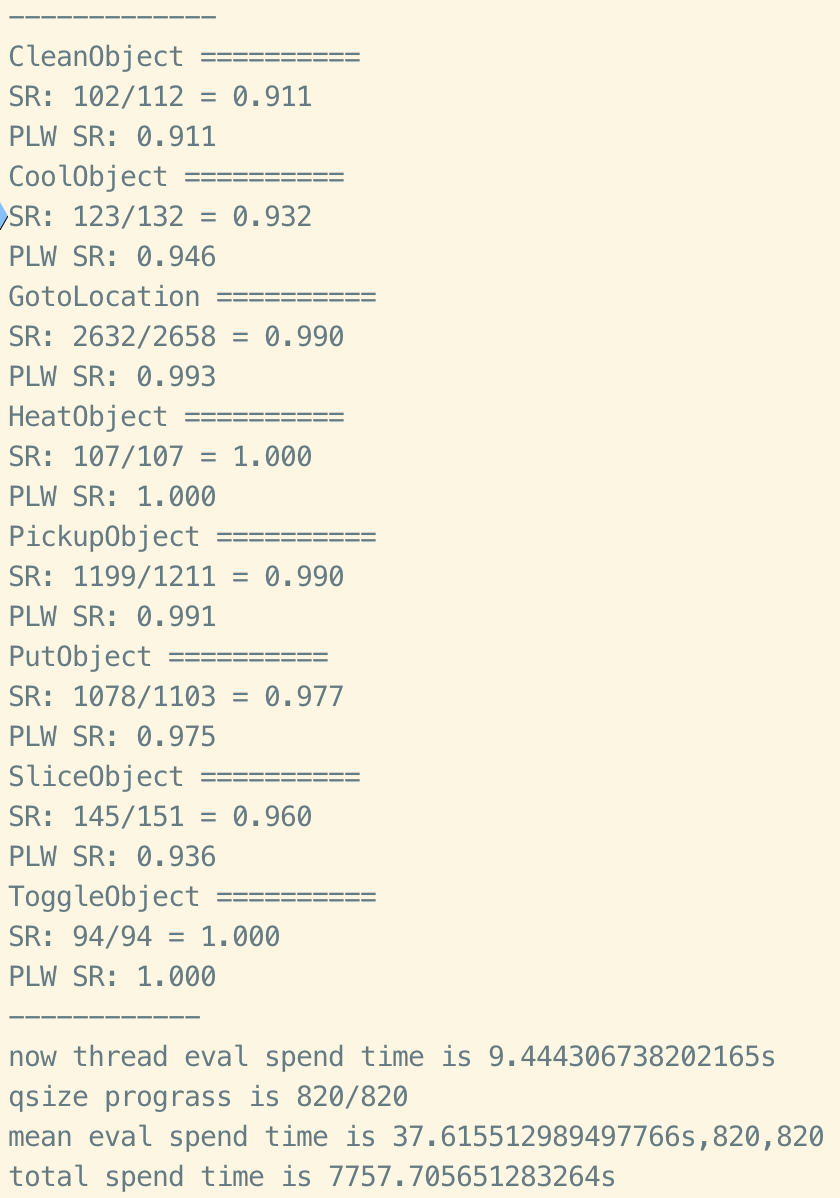 -------------
CleanObject ==========
SR: 102/112 = 0.911
PLW SR: 0.911
CoolObject ==========
SR: 123/132 = 0.932
PLW SR: 0.946
GotoLocation ==========
SR: 2632/2658 = 0.990
PLW SR: 0.993
HeatObject ==========
SR: 107/107 = 1.000
PLW SR: 1.000
PickupObject ==========
SR: 1199/1211 = 0.990
PLW SR: 0.991
PutObject ==========
SR: 1078/1103 = 0.977
PLW SR: 0.975
SliceObject ==========
SR: 145/151 = 0.960
PLW SR: 0.936
ToggleObject ==========
SR: 94/94 = 1.000
PLW SR: 1.000
------------
now thread eval spend time is 9.444306738202165s
qsize prograss is 820/820
mean eval spend time is 37.615512989497766s,820,820
total spend time is 7757.705651283264s